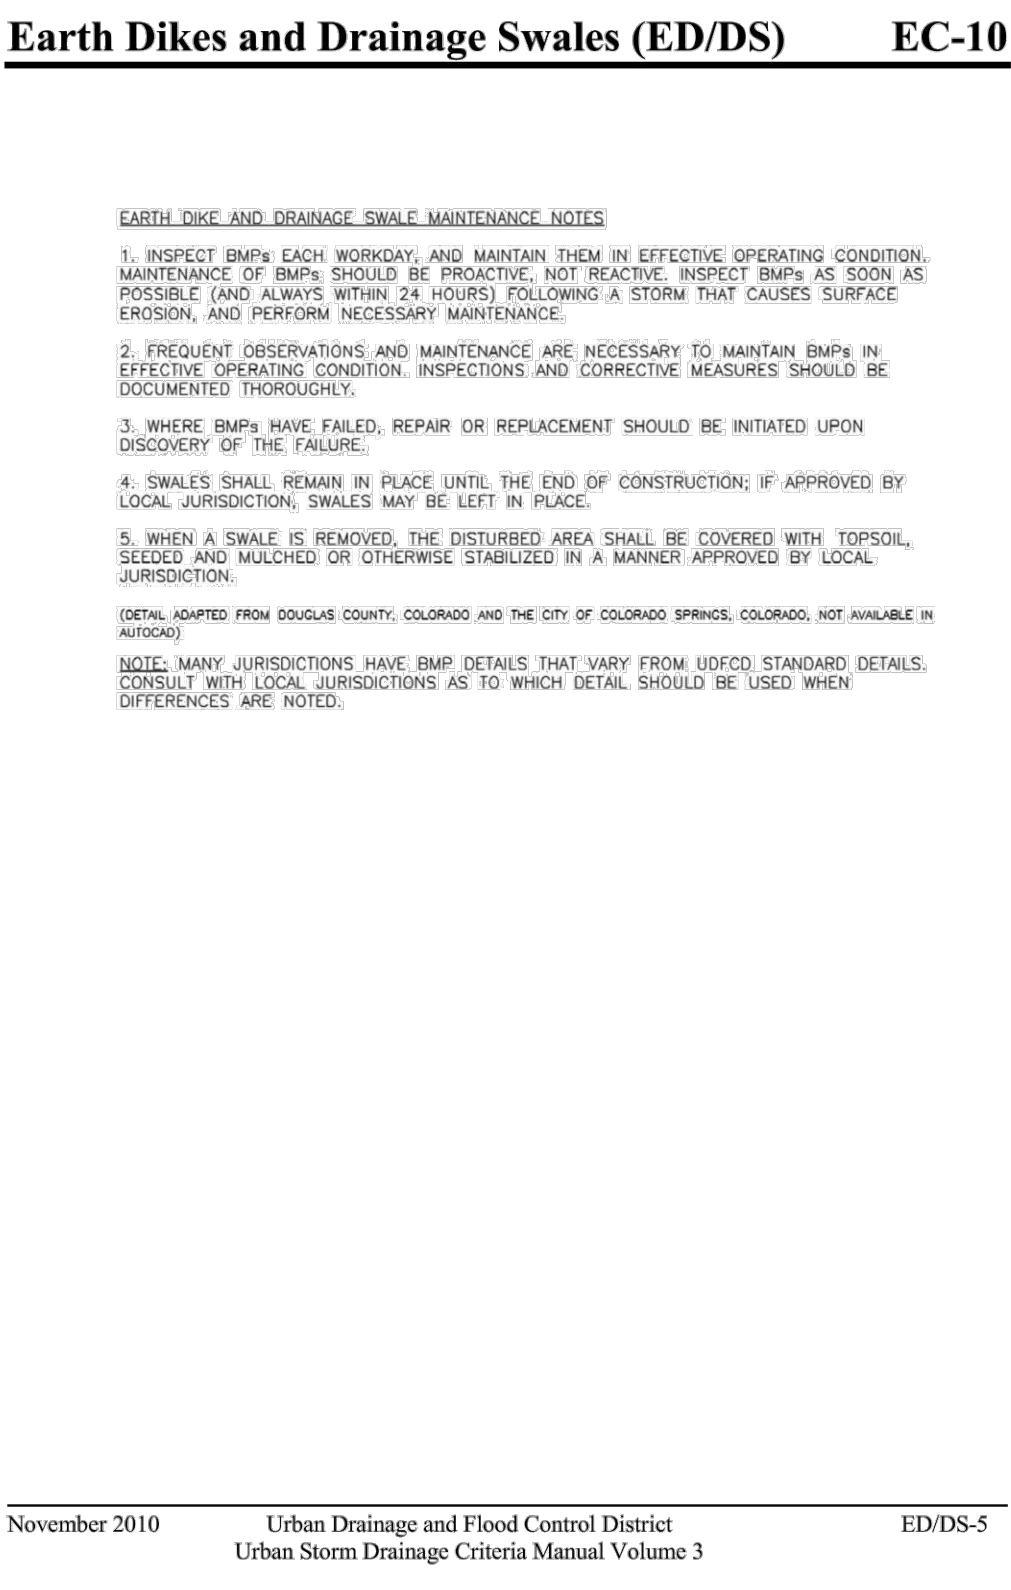 Earth Dikes and Drainage Swales (ED/DS) EC-10
EARTH DIKE AND DRAINAGE SWALE MAINTENANCE NOTES
1. INSPECT BMPs EACH WORKDAY, AND MAINTAIN THEM IN EFFECTIVE OPERATING CONDITION.
MAINTENANCE OF BMPs SHOULD BE PROACTIVE, NOT REACTIVE. INSPECT BMPs AS SOON AS
POSSIBLE (AND ALWAYS WITHIN 24 HOURS) FOLLOWING A STORM THAT CAUSES SURFACE
EROSION, AND PERFORM NECESSARY MAINTENANCE.
2. FREQUENT OBSERVATIONS AND MAINTENANCE ARE NECESSARY TO MAINTAIN BMPs IN
EFFECTIVE OPERATING CONDITION. INSPECTIONS AND CORRECTIVE MEASURES SHOULD BE
DOCUMENTED THOROUGHLY.
3. WHERE BMPs HAVE FAILED, REPAIR OR REPLACEMENT SHOULD BE INITIATED UPON
DISCOVERY OF THE FAILURE.
4. SWALES SHALL REMAIN IN PLACE UNTIL THE END OF CONSTRUCTION; IF APPROVED BY
LOCAL JURISDICTION, SWALES MAY BE LEFT IN PLACE.
5. WHEN A SWALE IS REMOVED, THE DISTURBED AREA SHALL BE COVERED WITH TOPSOIL,
SEEDED AND MULCHED OR OTHERWISE STABILIZED IN A MANNER APPROVED BY LOCAL
JURISDICTION.
(DETAIL ADAPTED FROM DOUGLAS COUNTY, COLORADO AND THE CITY OF COLORADO SPRINGS, COLORADO, NOT AVAILABLE IN
AUTOCAD)
NOTE: MANY JURISDICTIONS HAVE BMP DETAILS THAT VARY FROM UDFCD STANDARD DETAILS.
CONSULT WITH LOCAL JURISDICTIONS AS TO WHICH DETAIL SHOULD BE USED WHEN
DIFFERENCES ARE NOTED.
November 2010 Urban Drainage and Flood Control District ED/DS-5
Urban Storm Drainage Criteria Manual Volume 3